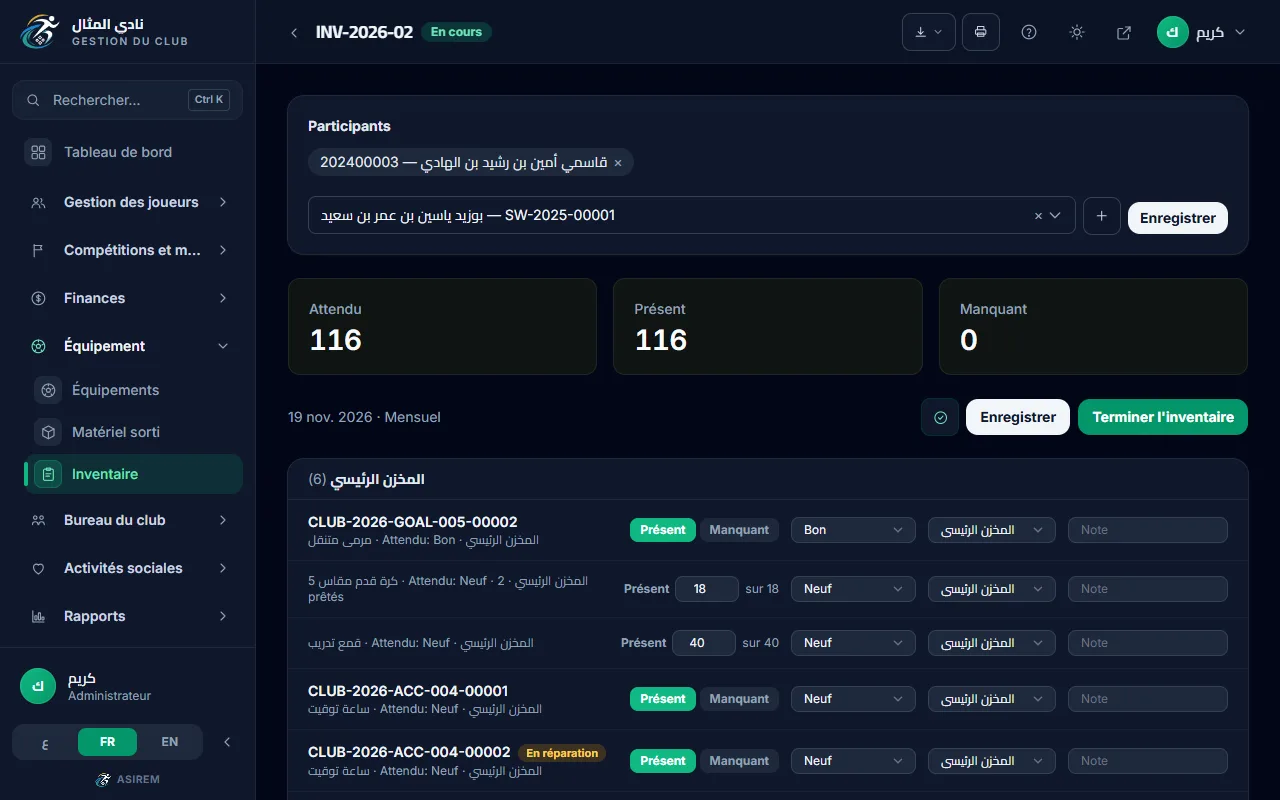 نادي المثال
GESTION DU CLUB
Rechercher...
Ctrl K
Tableau de bord
Gestion des joueurs
Compétitions et m...
Finances
Équipement
Équipements
Matériel sorti
Inventaire
Bureau du club
Activités sociales
Rapports
ك
كريم
Administrateur
ع
FR
EN
ASIREM
INV-2026-02
En cours
ك
كريم
Participants
قاسمي أمين بن رشيد بن الهادي — 202400003 ×
بوزيد ياسين بن عمر بن سعيد — SW-2025-00001
×
+
Enregistrer
Attendu
116
Présent
116
Manquant
0
19 nov. 2026 · Mensuel
Enregistrer
Terminer l'inventaire
المخزن الرئيسي (6)
CLUB-2026-GOAL-005-00002
مرمى متنقل · Attendu: Bon · المخزن الرئيسي
Présent
Manquant
Bon
المخزن الرئيسي
Note
كرة قدم مقاس 5 · Attendu: Neuf · المخزن الرئيسي · 2
prêtés
Présent
18
sur 18
Neuf
المخزن الرئيسي
Note
قمع تدريب · Attendu: Neuf · المخزن الرئيسي
Présent
40
sur 40
Neuf
المخزن الرئيسي
Note
CLUB-2026-ACC-004-00001
ساعة توقيت · Attendu: Neuf · المخزن الرئيسي
Présent
Manquant
Neuf
المخزن الرئيسي
Note
CLUB-2026-ACC-004-00002
En réparation
ساعة توقيت · Attendu: Neuf · المخزن الرئيسي
Présent
Manquant
Neuf
المخزن الرئيسي
Note